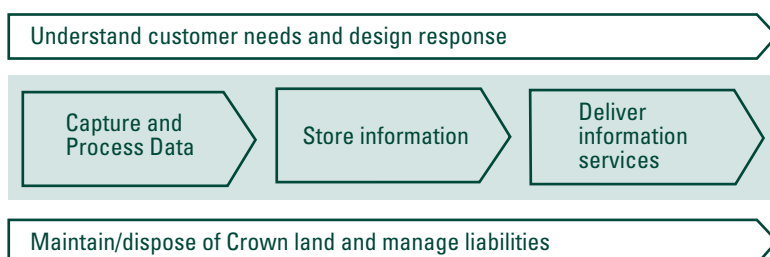 Understand customer needs and design response
Capture and
Process Data
Store information
Deliver
information
services
Maintain/dispose of Crown land and manage liabilities